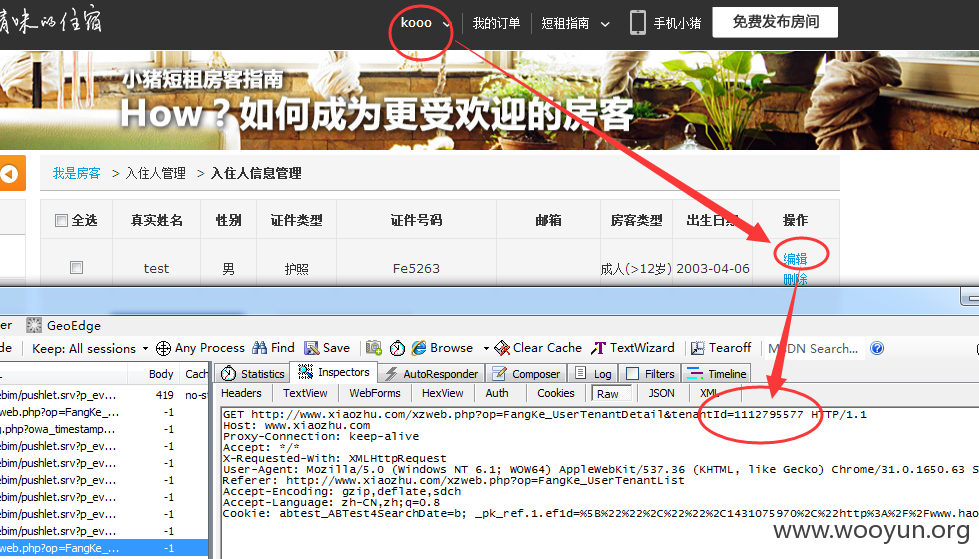 情味的住宿
kooo
我的订单
短租指南
手机小猪
免费发布房间
小猪短租房客指南
How？如何成为更受欢迎的房客
我是房客 > 入住人管理 > 入住人信息管理
全选 真实姓名 性别 证件类型 证件号码 邮箱 房客类型 出生日期 操作
test 男 护照 Fe5263 成人(>12岁) 2003-04-06 编辑
删除
er GeoEdge
de Keep: All sessions Any Process Find Save Browse Clear Cache TextWizard Tearoff MSDN Search...
Body Cach
Statistics Inspectors AutoResponder Composer Log Filters Timeline
Headers TextView WebForms HexView Auth Cookies Raw JSON XML
ebim/pushlet.srv?p_ev... 419 no-s
web.php?op=FangKe_... -1
g.php?owa_timestamp... -1
ebim/pushlet.srv?p_ev... -1
ebim/pushlet.srv?p_ev... -1
ebim/pushlet.srv?p_ev... -1
ebim/pushlet.srv?p_ev... -1
ebim/pushlet.srv?p_ev... -1
ebim/pushlet.srv?p_ev... -1
web.php?op=FangKe_... -1
GET http://www.xiaozhu.com/xzweb.php?op=FangKe_UserTenantDetail&tenantId=1112795577 HTTP/1.1
Host: www.xiaozhu.com
Proxy-Connection: keep-alive
Accept: */*
X-Requested-With: XMLHttpRequest
User-Agent: Mozilla/5.0 (Windows NT 6.1; WOW64) AppleWebKit/537.36 (KHTML, like Gecko) Chrome/31.0.1650.63 S
Referer: http://www.xiaozhu.com/xzweb.php?op=FangKe_UserTenantList
Accept-Encoding: gzip,deflate,sdch
Accept-Language: zh-CN,zh;q=0.8
Cookie: abtest_ABTest4SearchDate=b; _pk_ref.1.ef1d=%5B%22%22%2C%22%22%2C1431075970%2C%22http%3A%2F%2Fwww.hao
www.wooyun.org